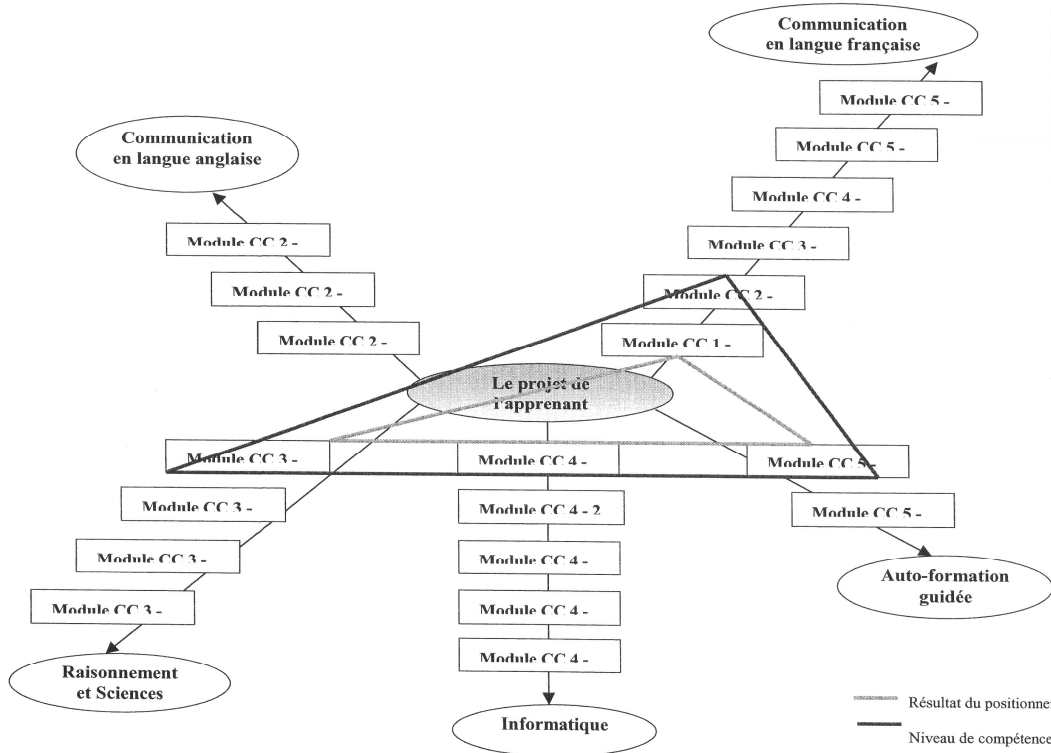 Communication
en langue française
Module CC 5 -
Communication
en langue anglaise
Module CC 5 -
Module CC 4 -
Module CC 2 -
Module CC 3 -
Module CC 2 -
Module CC 2 -
Module CC 2 -
Module CC 1 -
Le projet de
l'apprenant
Module CC 3 -
Module CC 4 -
Module CC 5 -
Module CC 3 -
Module CC 4 - 2
Module CC 5 -
Module CC 3 -
Module CC 4 -
Auto-formation
guidée
Module CC 3 -
Module CC 4 -
Module CC 4 -
Raisonnement
et Sciences
Informatique
Résultat du
Niveau de compétence